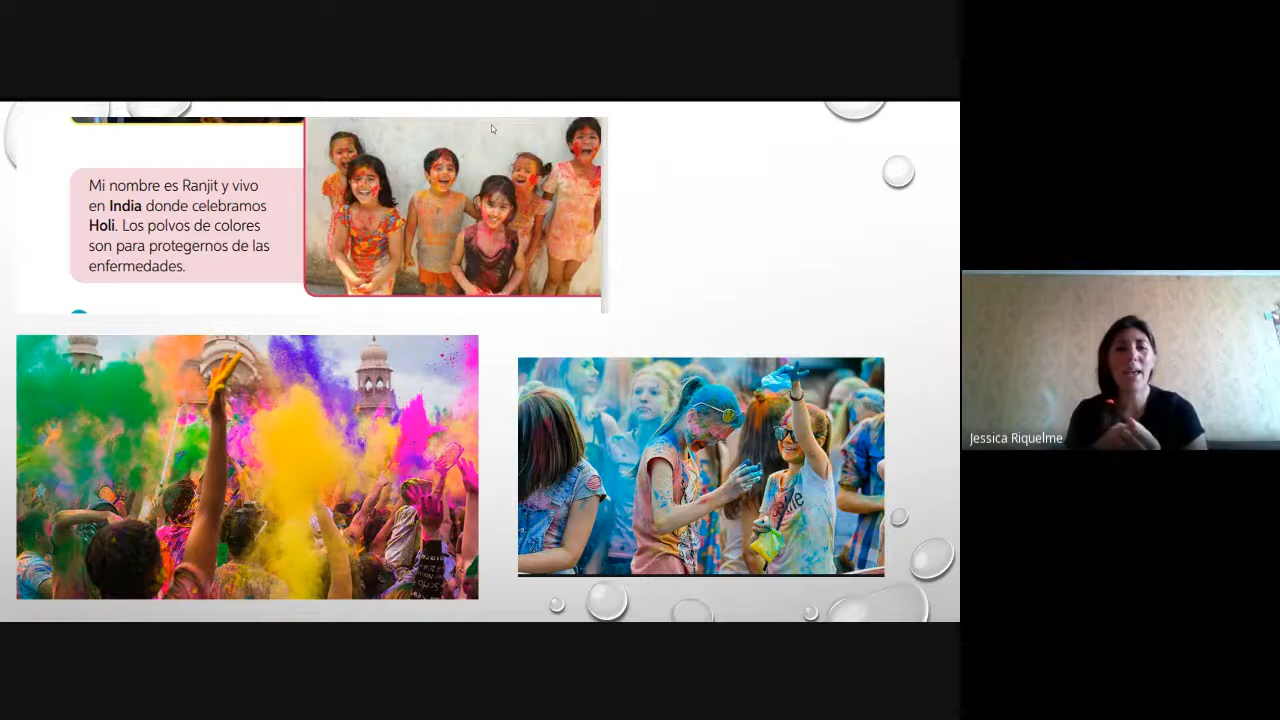 Mi nombre es Ranjit y vivo
en India donde celebramos
Holi. Los polvos de colores
son para protegernos de las
enfermedades.
Jessica Riquelme